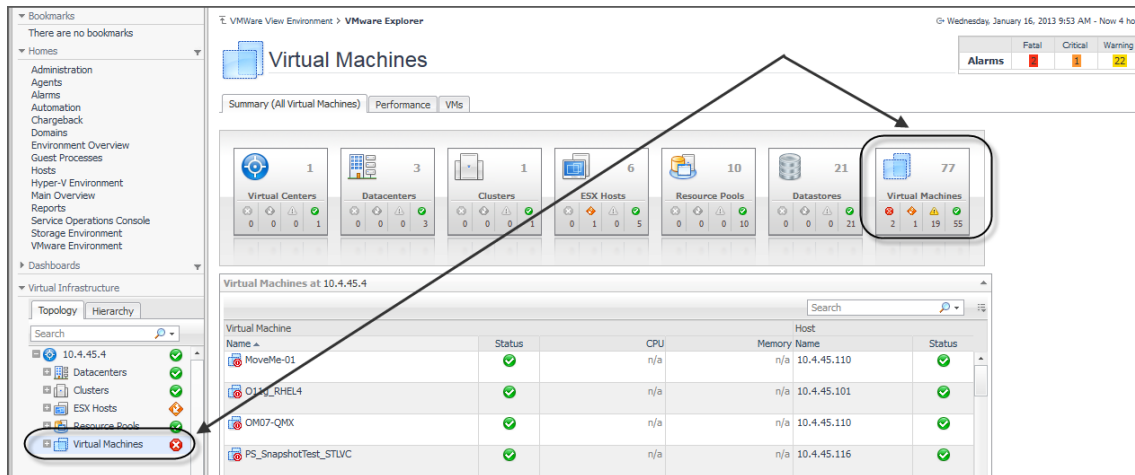 Bookmarks
There are no bookmarks
Homes
Administration
Agents
Alarms
Automation
Chargeback
Domains
Environment Overview
Guest Processes
Hosts
Hyper-V Environment
Main Overview
Reports
Service Operations Console
Storage Environment
VMware Environment
Dashboards
Virtual Infrastructure
Topology Hierarchy
Search
10.4.45.4
Datacenters
Clusters
ESX Hosts
Resource Pools
Virtual Machines
VMWare View Environment > VMware Explorer
Wednesday, January 16, 2013 9:53 AM - Now 4 ho
Virtual Machines
Fatal Critical Warning
Alarms 2 1 22
Summary (All Virtual Machines) Performance VMs
1 3 1 6 10 21 77
Virtual Centers Datacenters Clusters ESX Hosts Resource Pools Datastores Virtual Machines
0 0 0 1 0 0 0 3 0 0 0 1 0 1 0 5 0 0 0 10 0 0 0 21 2 1 19 55
Virtual Machines at 10.4.45.4
Search
Virtual Machine Host
Name Status CPU Memory Name Status
MoveMe-01 n/a n/a 10.4.45.110
O11g_RHEL4 n/a n/a 10.4.45.101
OM07-QMX n/a n/a 10.4.45.110
PS_SnapshotTest_STLVC n/a n/a 10.4.45.116